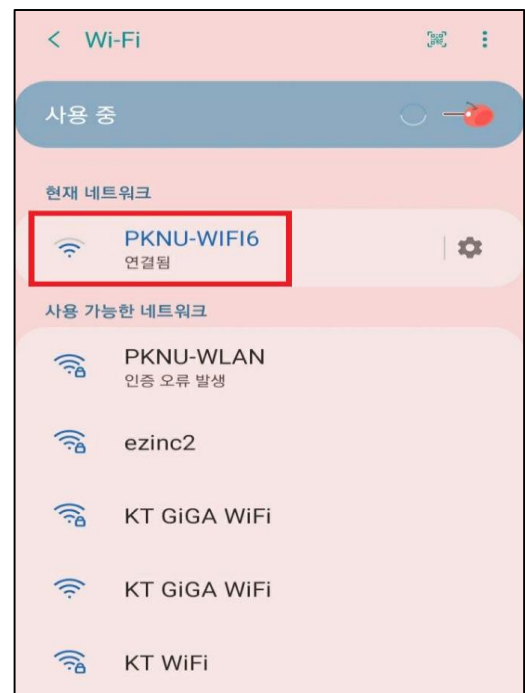 Wi-Fi
사용 중
현재 네트워크
PKNU-WIFI6
연결됨
사용 가능한 네트워크
PKNU-WLAN
인증 오류 발생
ezinc2
KT GiGA WiFi
KT GiGA WiFi
KT WiFi